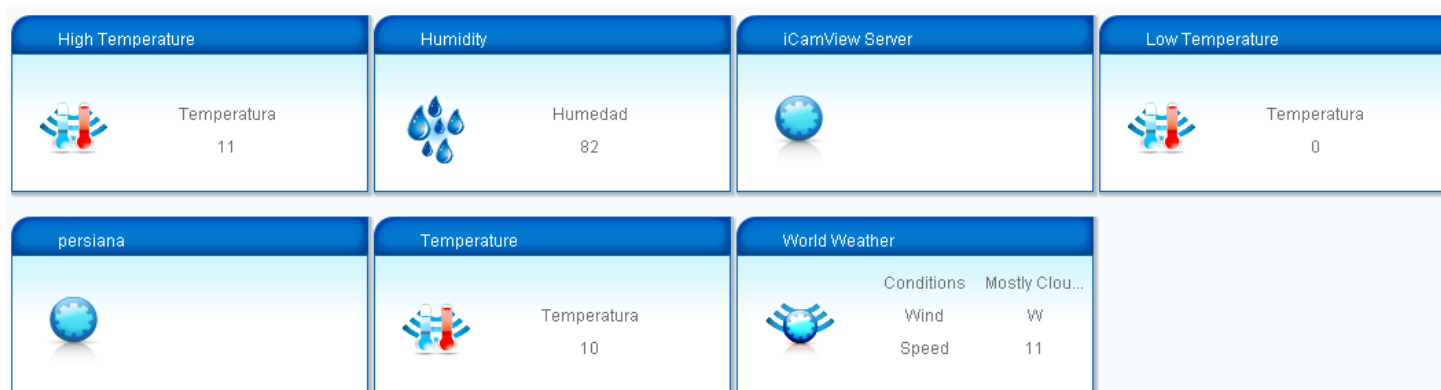 High Temperature
Temperatura
11
Humidity
Humedad
82
iCamView Server
Low Temperature
Temperatura
0
persiana
Temperature
Temperatura
10
World Weather
Conditions Mostly Clou...
Wind W
Speed 11